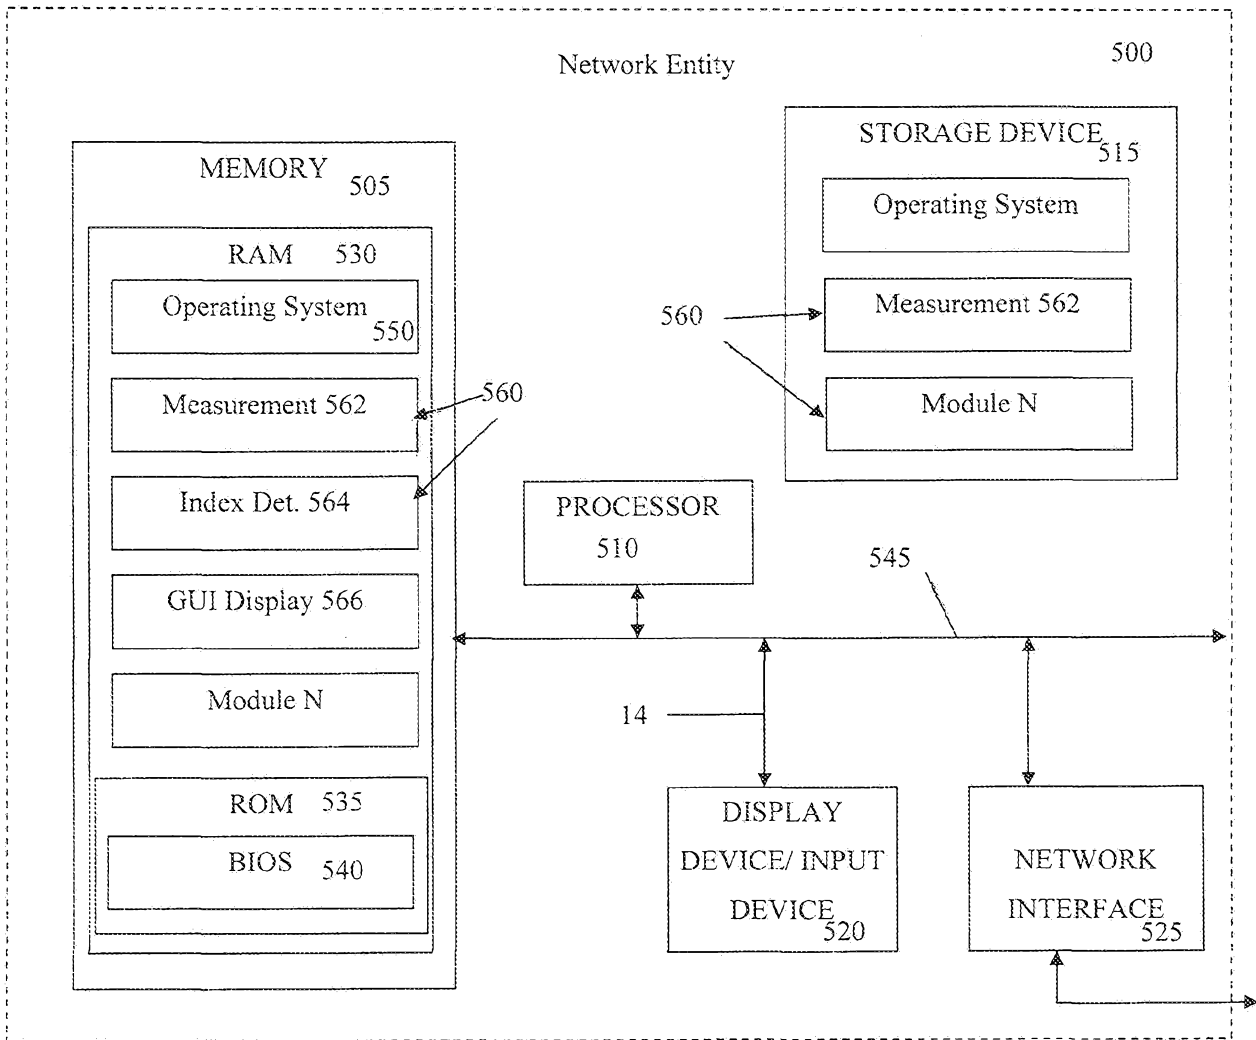 Network Entity
500
MEMORY
505
RAM 530
Operating System
550
Measurement 562
560
Index Det. 564
GUI Display 566
Module N
ROM 535
BIOS 540
STORAGE DEVICE
515
Operating System
Measurement 562
560
Module N
PROCESSOR
510
545
14
DISPLAY
DEVICE/ INPUT
DEVICE
520
NETWORK
INTERFACE
525